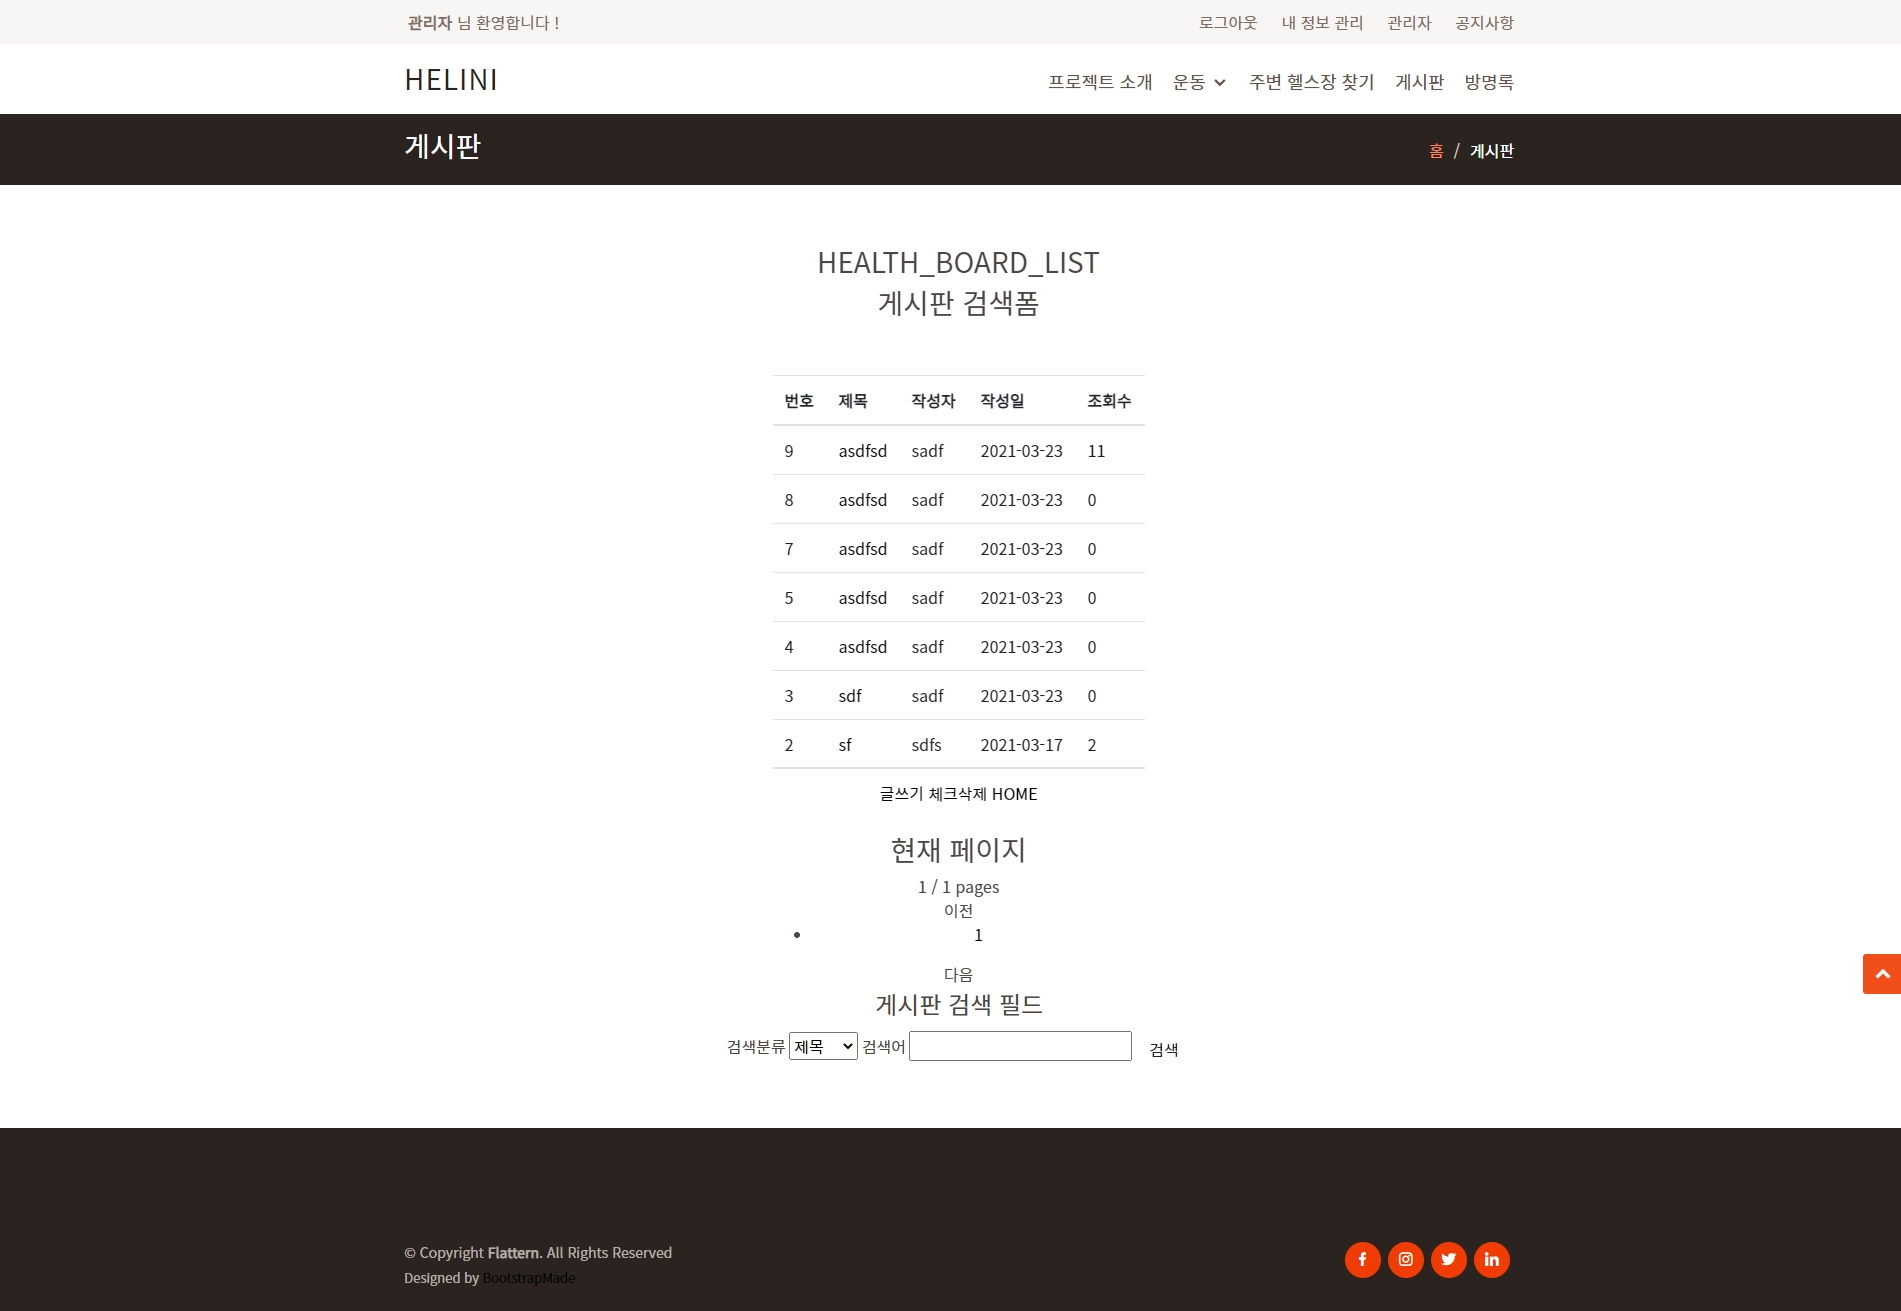 관리자 님 환영합니다 !
로그아웃 내 정보 관리 관리자 공지사항
HELINI
프로젝트 소개 운동 주변 헬스장 찾기 게시판 방명록
게시판
홈 / 게시판
HEALTH_BOARD_LIST
게시판 검색폼
번호 제목 작성자 작성일 조회수
9 asdfsd sadf 2021-03-23 11
8 asdfsd sadf 2021-03-23 0
7 asdfsd sadf 2021-03-23 0
5 asdfsd sadf 2021-03-23 0
4 asdfsd sadf 2021-03-23 0
3 sdf sadf 2021-03-23 0
2 sf sdfs 2021-03-17 2
글쓰기 체크삭제 HOME
현재 페이지
1 / 1 pages
이전
• 1
다음
게시판 검색 필드
검색분류 제목 검색어 검색
© Copyright Flattern. All Rights Reserved
Designed by BootstrapMade